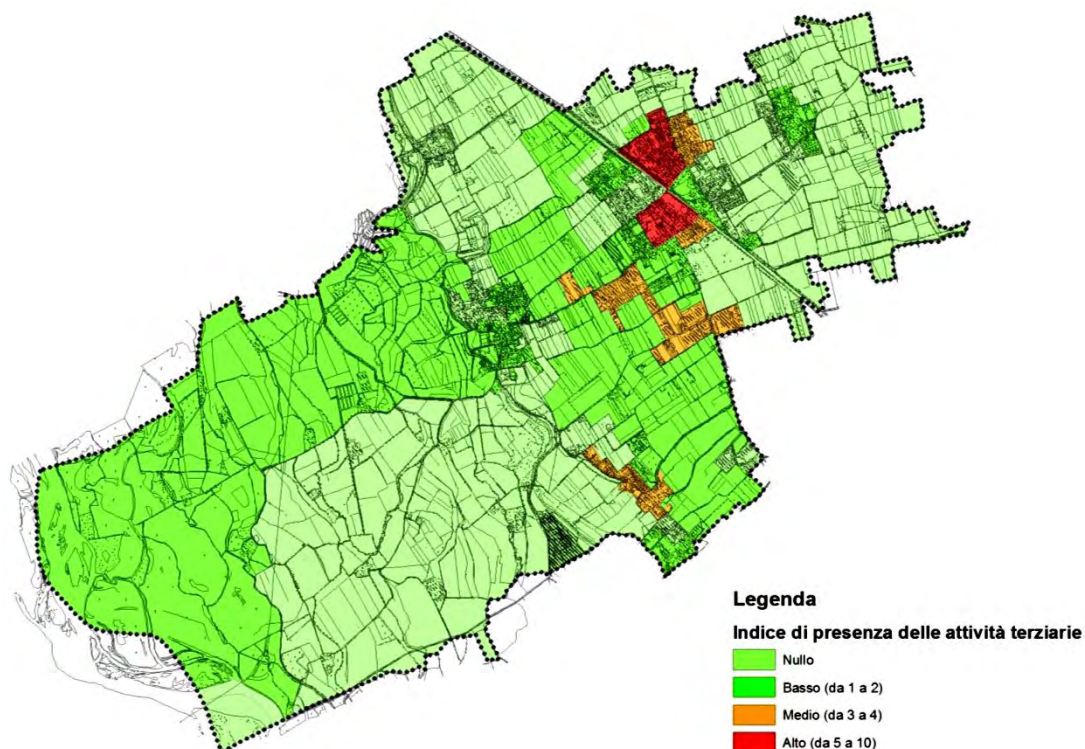 Legenda
Indice di presenza delle attività terziarie
Nullo
Basso (da 1 a 2)
Medio (da 3 a 4)
Alto (da 5 a 10)